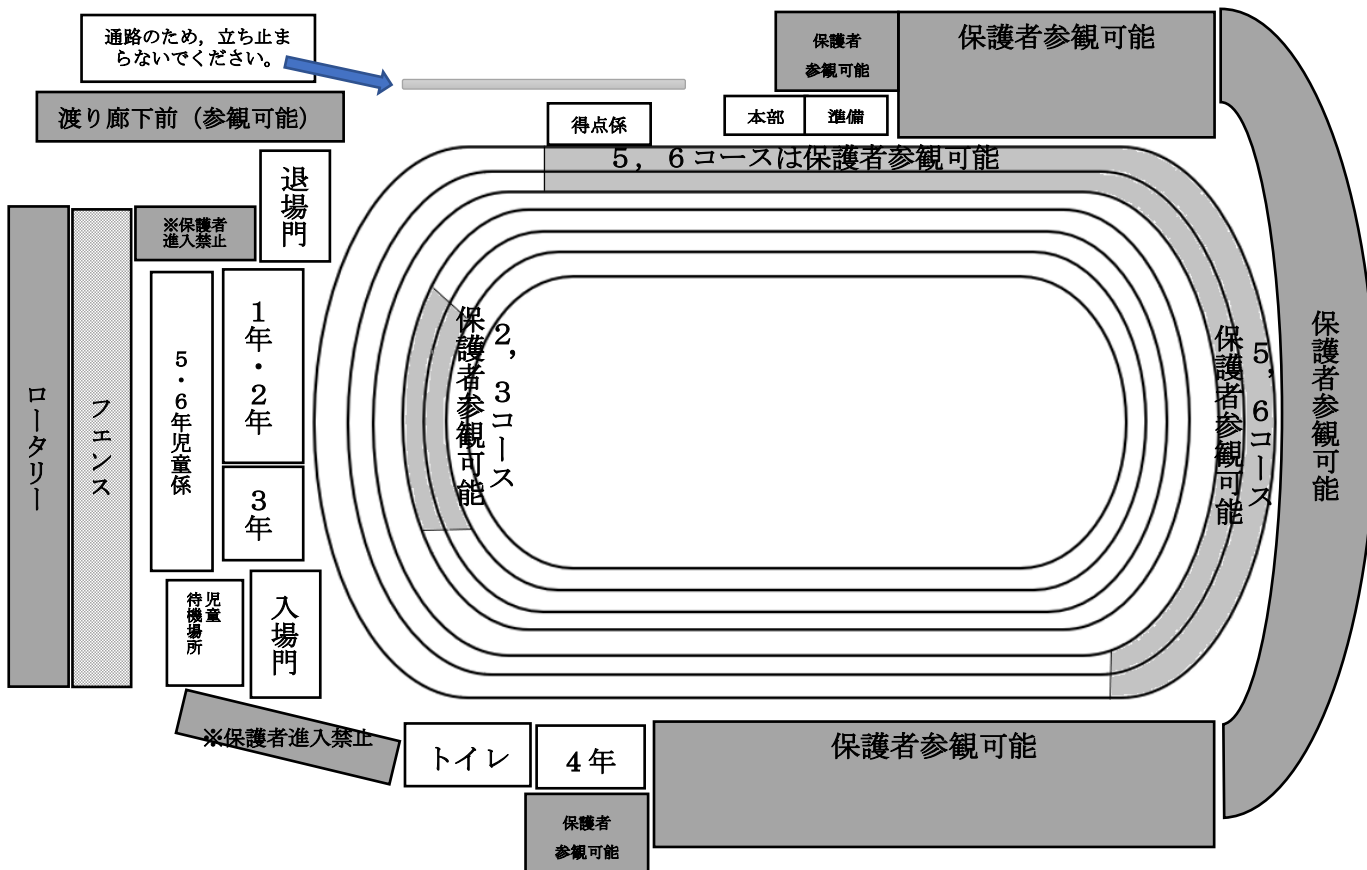 通路のため，立ち止ま
らないでください。
保護者
参観可能
保護者参観可能
渡り廊下前（参観可能）
得点係
本部
準備
５，６コースは保護者参観可能
退場門
※保護者
進入禁止
ロータリー
フェンス
５・６年児童係
１年・２年
３年
２，３コース
保護者参観可能
５，６コース
保護者参観可能
保護者参観可能
児童
待機場所
入場門
※保護者進入禁止
トイレ
４年
保護者参観可能
保護者
参観可能